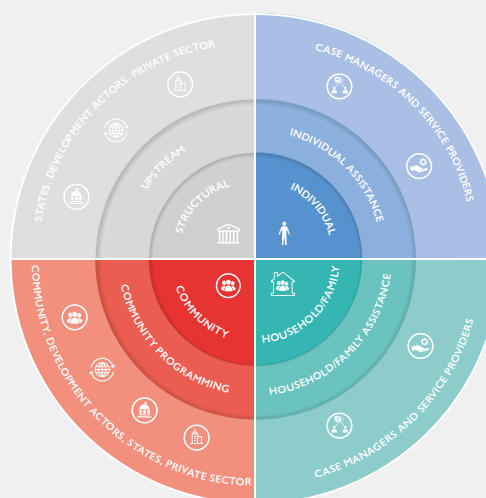 STATES, DEVELOPMENT ACTORS, PRIVATE SECTOR
UPSTREAM
STRUCTURAL
CASE MANAGERS AND SERVICE PROVIDERS
INDIVIDUAL ASSISTANCE
INDIVIDUAL
COMMUNITY
COMMUNITY PROGRAMMING
COMMUNITY, DEVELOPMENT ACTORS, STATES, PRIVATE SECTOR
HOUSEHOLD/FAMILY
HOUSEHOLD/FAMILY ASSISTANCE
CASE MANAGERS AND SERVICE PROVIDERS